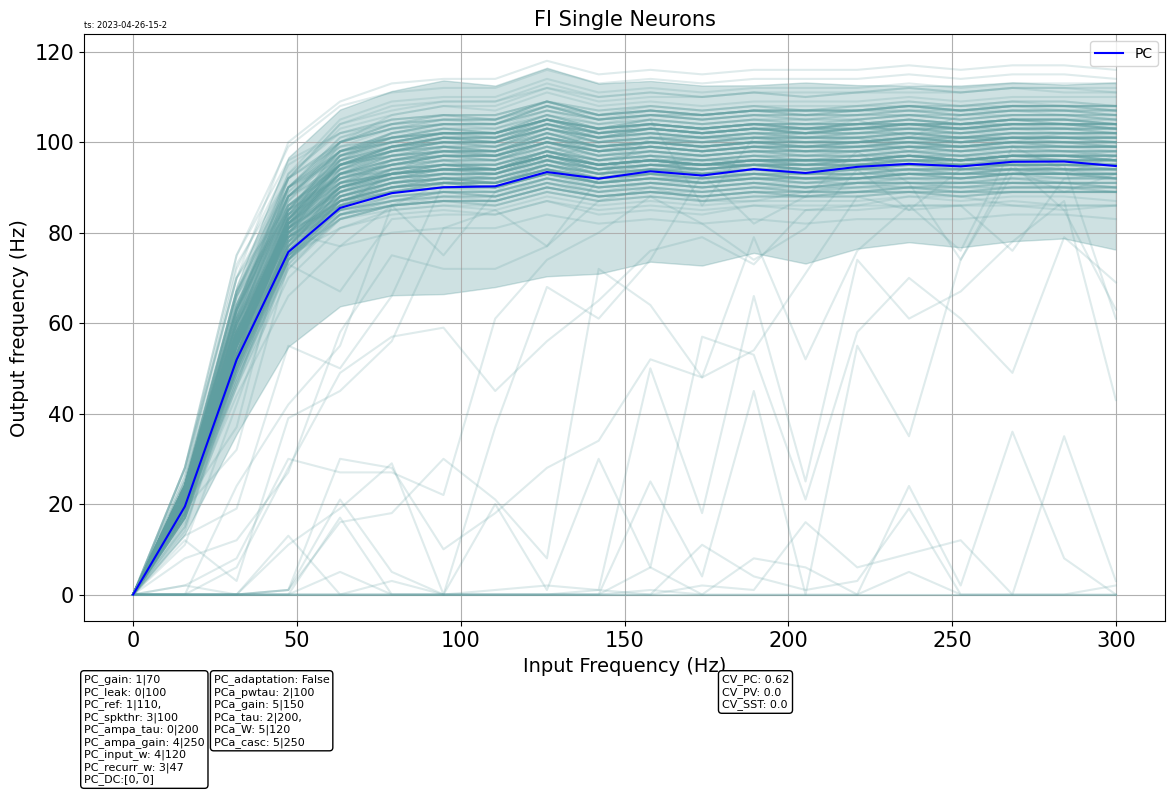 ts: 2023-04-26-15-2
FI Single Neurons
PC
Output frequency (Hz)
120
100
80
60
40
20
0
0 50 100 150 200 250 300
Input Frequency (Hz)
PC_gain: 1|70
PC_leak: 0|100
PC_ref: 1|110,
PC_spkthr: 3|100
PC_ampa_tau: 0|200
PC_ampa_gain: 4|250
PC_input_w: 4|120
PC_recurr_w: 3|47
PC_DC:[0, 0]
PC_adaptation: False
PCa_pwtau: 2|100
PCa_gain: 5|150
PCa_tau: 2|200,
PCa_W: 5|120
PCa_casc: 5|250
CV_PC: 0.62
CV_PV: 0.0
CV_SST: 0.0